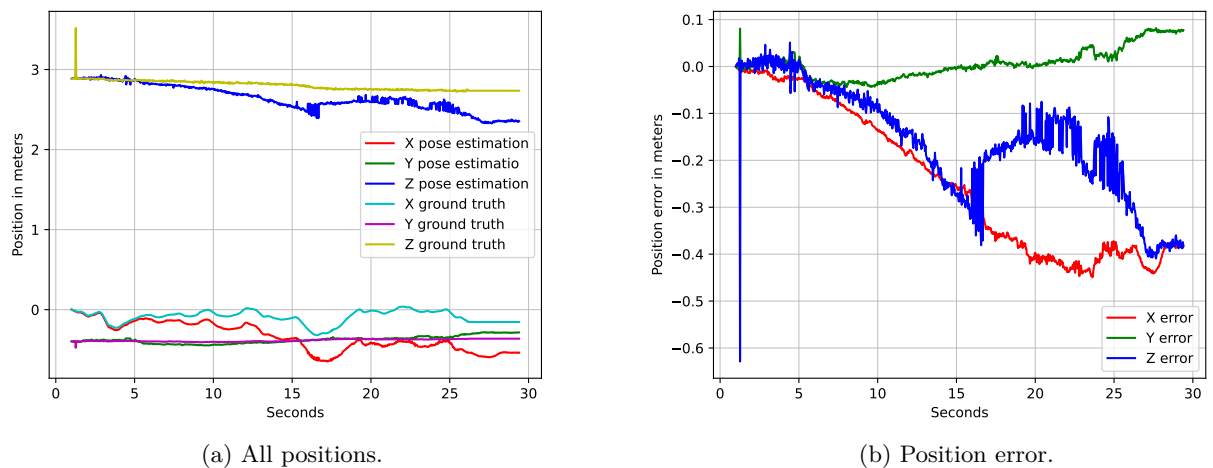 3
2
1
0
Position in meters
0 5 10 15 20 25 30
Seconds
X pose estimation
Y pose estimatio
Z pose estimation
X ground truth
Y ground truth
Z ground truth
(a) All positions.
0.1
0.0
−0.1
−0.2
−0.3
−0.4
−0.5
−0.6
Position error in meters
0 5 10 15 20 25 30
Seconds
X error
Y error
Z error
(b) Position error.